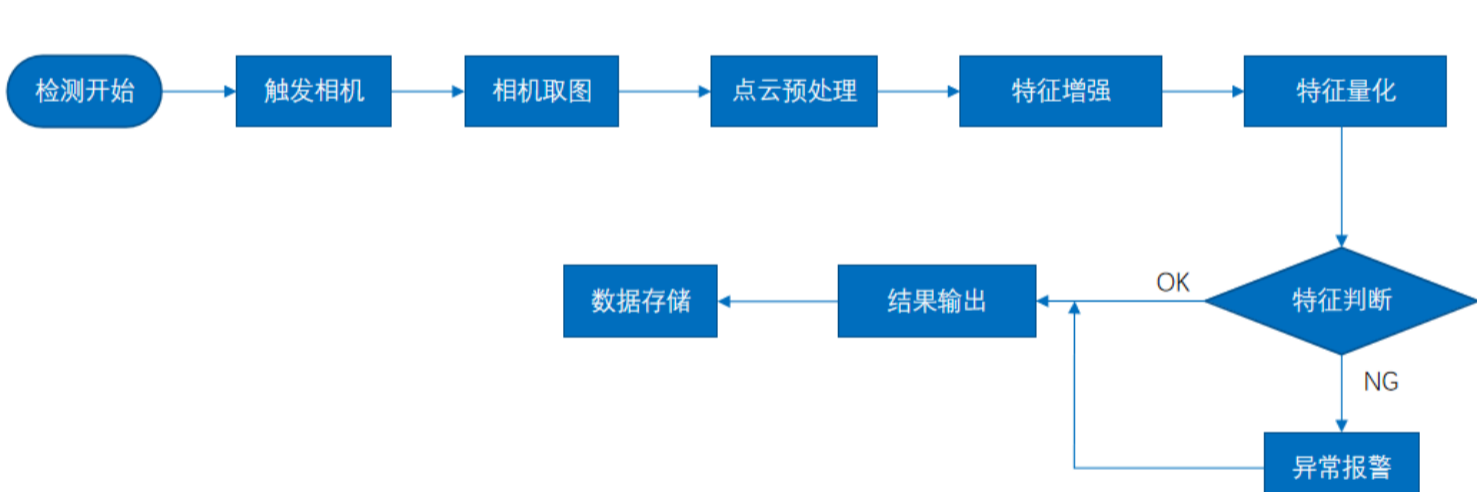 检测开始
触发相机
相机取图
点云预处理
特征增强
特征量化
特征判断
OK
结果输出
数据存储
NG
异常报警